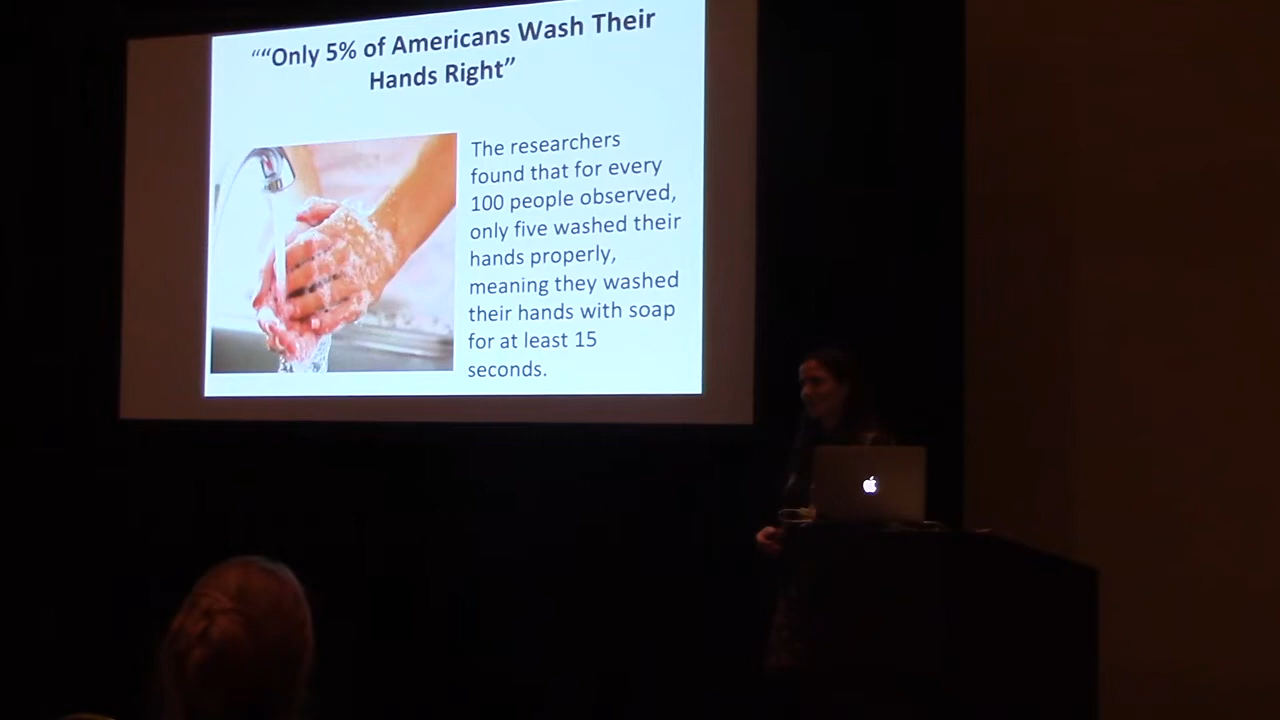 ““Only 5% of Americans Wash Their
Hands Right”
The researchers
found that for every
100 people observed,
only five washed their
hands properly,
meaning they washed
their hands with soap
for at least 15
seconds.